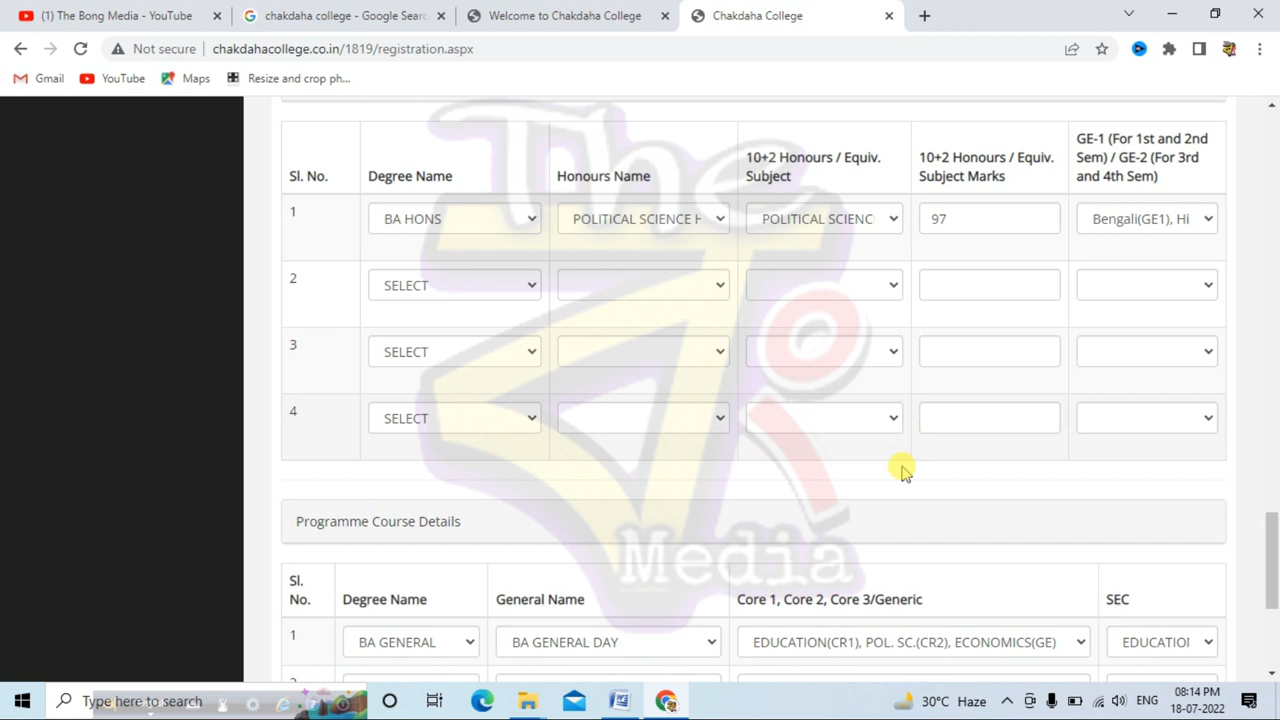 (1) The Bong Media - YouTube
chakdaha college - Google Searc
Welcome to Chakdaha College
Chakdaha College
Not secure
chakdahacollege.co.in/1819/registration.aspx
Gmail
YouTube
Maps
Resize and crop ph...
Sl. No.
Degree Name
Honours Name
10+2 Honours / Equiv.
Subject
10+2 Honours / Equiv.
Subject Marks
GE-1 (For 1st and 2nd
Sem) / GE-2 (For 3rd
and 4th Sem)
1
BA HONS
POLITICAL SCIENCE H
POLITICAL SCIENC
97
Bengali(GE1), Hi
2
SELECT
3
SELECT
4
SELECT
The
Media
Programme Course Details
Sl.
No.
Degree Name
General Name
Core 1, Core 2, Core 3/Generic
SEC
1
BA GENERAL
BA GENERAL DAY
EDUCATION(CR1), POL. SC.(CR2), ECONOMICS(GE)
EDUCATIO
Type here to search
30°C Haze
ENG
08:14 PM
18-07-2022